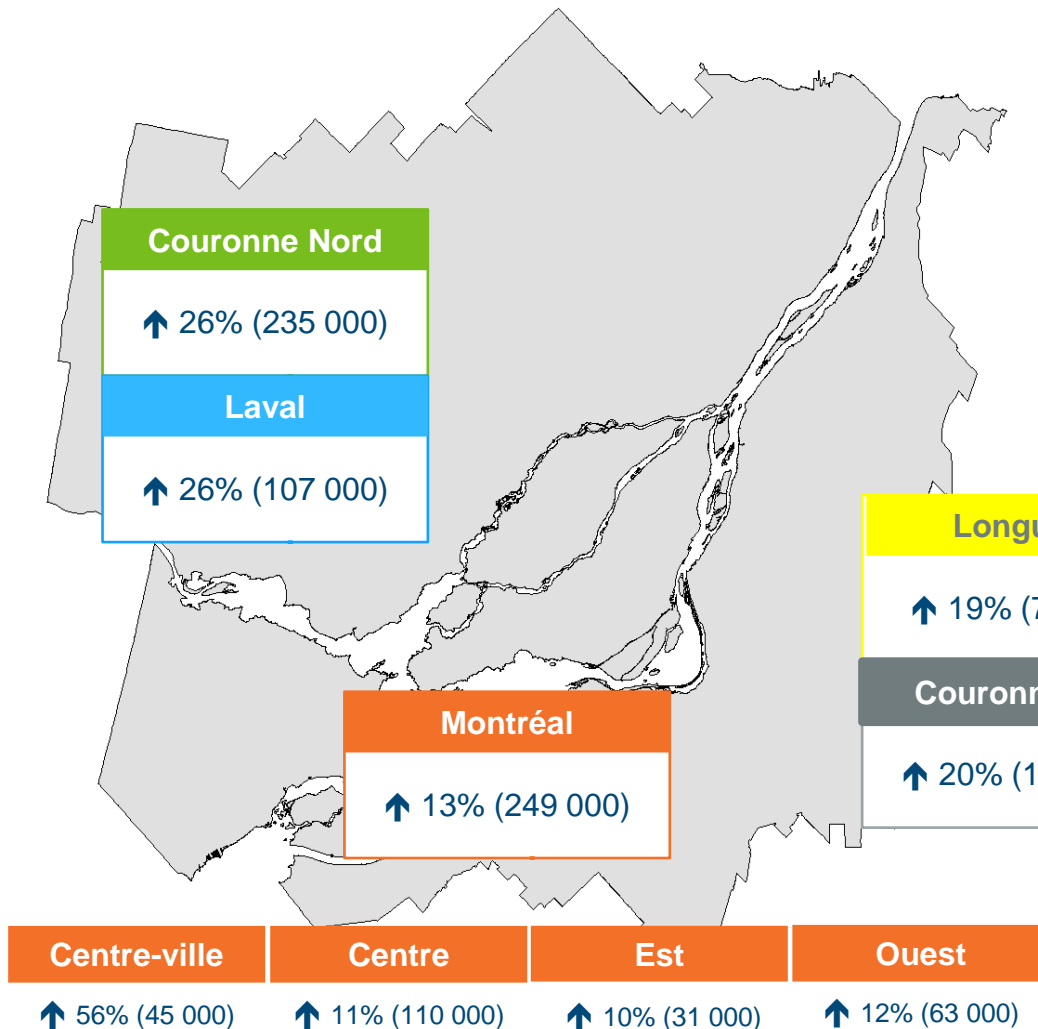 Couronne Nord
↑ 26% (235 000)
Laval
↑ 26% (107 000)
↑ 19% (7
↑ 20% (1
Montréal
↑ 13% (249 000)
Centre-ville
Centre
Est
Ouest
↑ 56% (45 000)
↑ 11% (110 000)
↑ 10% (31 000)
↑ 12% (63 000)